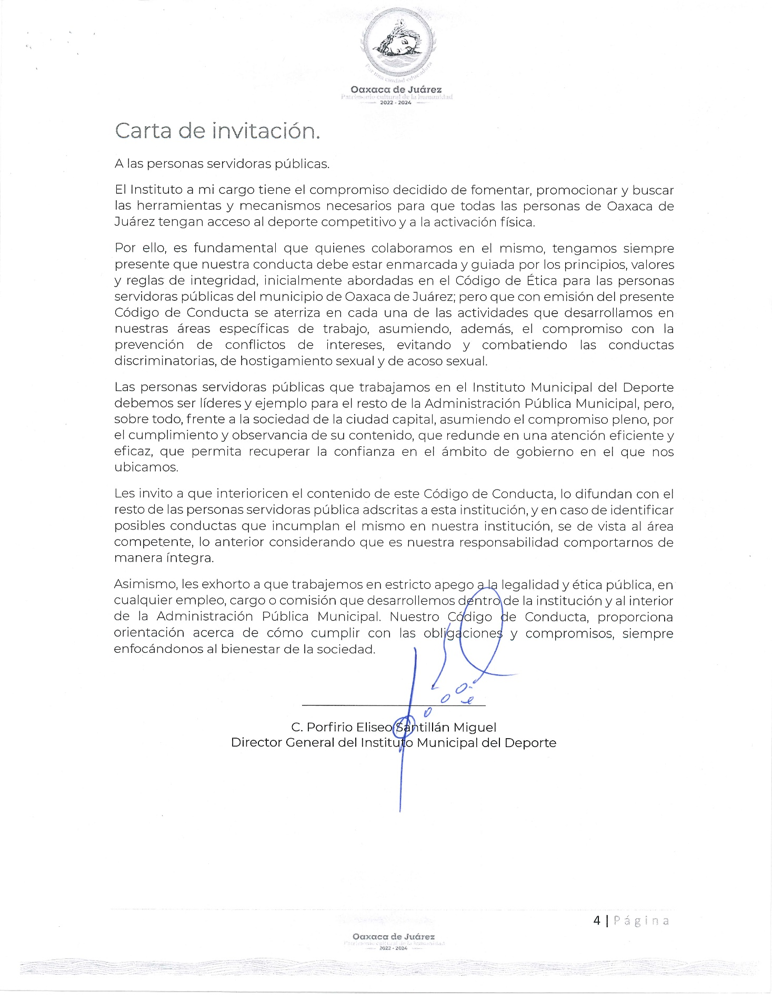 Por una ciudad educadora
Oaxaca de Juárez
Patrimonio cultural de la humanidad
2022 - 2024
Carta de invitación.
A las personas servidoras públicas.
El Instituto a mi cargo tiene el compromiso decidido de fomentar, promocionar y buscar
las herramientas y mecanismos necesarios para que todas las personas de Oaxaca de
Juárez tengan acceso al deporte competitivo y a la activación física.
Por ello, es fundamental que quienes colaboramos en el mismo, tengamos siempre
presente que nuestra conducta debe estar enmarcada y guiada por los principios, valores
y reglas de integridad, inicialmente abordadas en el Código de Ética para las personas
servidoras públicas del municipio de Oaxaca de Juárez; pero que con emisión del presente
Código de Conducta se aterriza en cada una de las actividades que desarrollamos en
nuestras áreas específicas de trabajo, asumiendo, además, el compromiso con la
prevención de conflictos de intereses, evitando y combatiendo las conductas
discriminatorias, de hostigamiento sexual y de acoso sexual.
Las personas servidoras públicas que trabajamos en el Instituto Municipal del Deporte
debemos ser líderes y ejemplo para el resto de la Administración Pública Municipal, pero,
sobre todo, frente a la sociedad de la ciudad capital, asumiendo el compromiso pleno, por
el cumplimiento y observancia de su contenido, que redunde en una atención eficiente y
eficaz, que permita recuperar la confianza en el ámbito de gobierno en el que nos
ubicamos.
Les invito a que interioricen el contenido de este Código de Conducta, lo difundan con el
resto de las personas servidoras pública adscritas a esta institución, y en caso de identificar
posibles conductas que incumplan el mismo en nuestra institución, se de vista al área
competente, lo anterior considerando que es nuestra responsabilidad comportarnos de
manera íntegra.
Asimismo, les exhorto a que trabajemos en estricto apego a la legalidad y ética pública, en
cualquier empleo, cargo o comisión que desarrollemos dentro de la institución y al interior
de la Administración Pública Municipal. Nuestro Código de Conducta, proporciona
orientación acerca de cómo cumplir con las obligaciones y compromisos, siempre
enfocándonos al bienestar de la sociedad.
C. Porfirio Eliseo Santillán Miguel
Director General del Instituto Municipal del Deporte
4 | Página
Oaxaca de Juárez
Patrimonio cultural de la humanidad
2022 - 2024